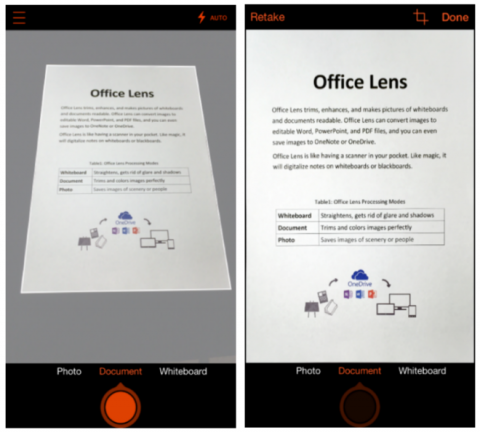 AUTO
Office Lens
Office Lens trims, enhances, and makes pictures of whiteboards
and documents readable. Office Lens can convert images to
editable Word, PowerPoint, and PDF files, and you can even
save images to OneNote or OneDrive.
Office Lens is like having a scanner in your pocket. Like magic, it
will digitalize notes on whiteboards or blackboards.
Table1: Office Lens Processing Modes
Whiteboard Straightens, gets rid of glare and shadows
Document Trims and colors images perfectly
Photo Saves images of scenery or people
OneDrive
Photo Document Whiteboard
Retake Done
Office Lens
Office Lens trims, enhances, and makes pictures of whiteboards
and documents readable. Office Lens can convert images to
editable Word, PowerPoint, and PDF files, and you can even
save images to OneNote or OneDrive.
Office Lens is like having a scanner in your pocket. Like magic, it
will digitalize notes on whiteboards or blackboards.
Table1: Office Lens Processing Modes
Whiteboard Straightens, gets rid of glare and shadows
Document Trims and colors images perfectly
Photo Saves images of scenery or people
OneDrive
Photo Document Whiteboard